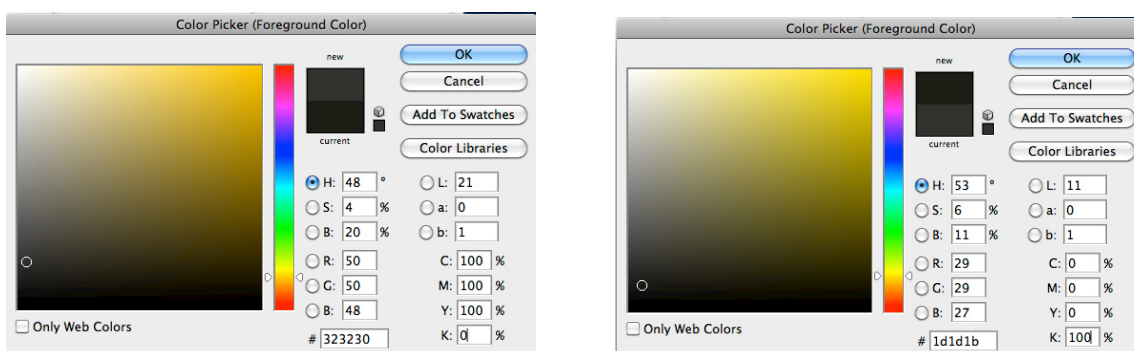 Color Picker (Foreground Color)
new
current
OK
Cancel
Add To Swatches
Color Libraries
H: 48 °
S: 4 %
B: 20 %
R: 50
G: 50
B: 48
# 323230
L: 21
a: 0
b: 1
C: 100 %
M: 100 %
Y: 100 %
K: 0 %
Only Web Colors
Color Picker (Foreground Color)
new
current
OK
Cancel
Add To Swatches
Color Libraries
H: 53 °
S: 6 %
B: 11 %
R: 29
G: 29
B: 27
# 1d1d1b
L: 11
a: 0
b: 1
C: 0 %
M: 0 %
Y: 0 %
K: 100 %
Only Web Colors